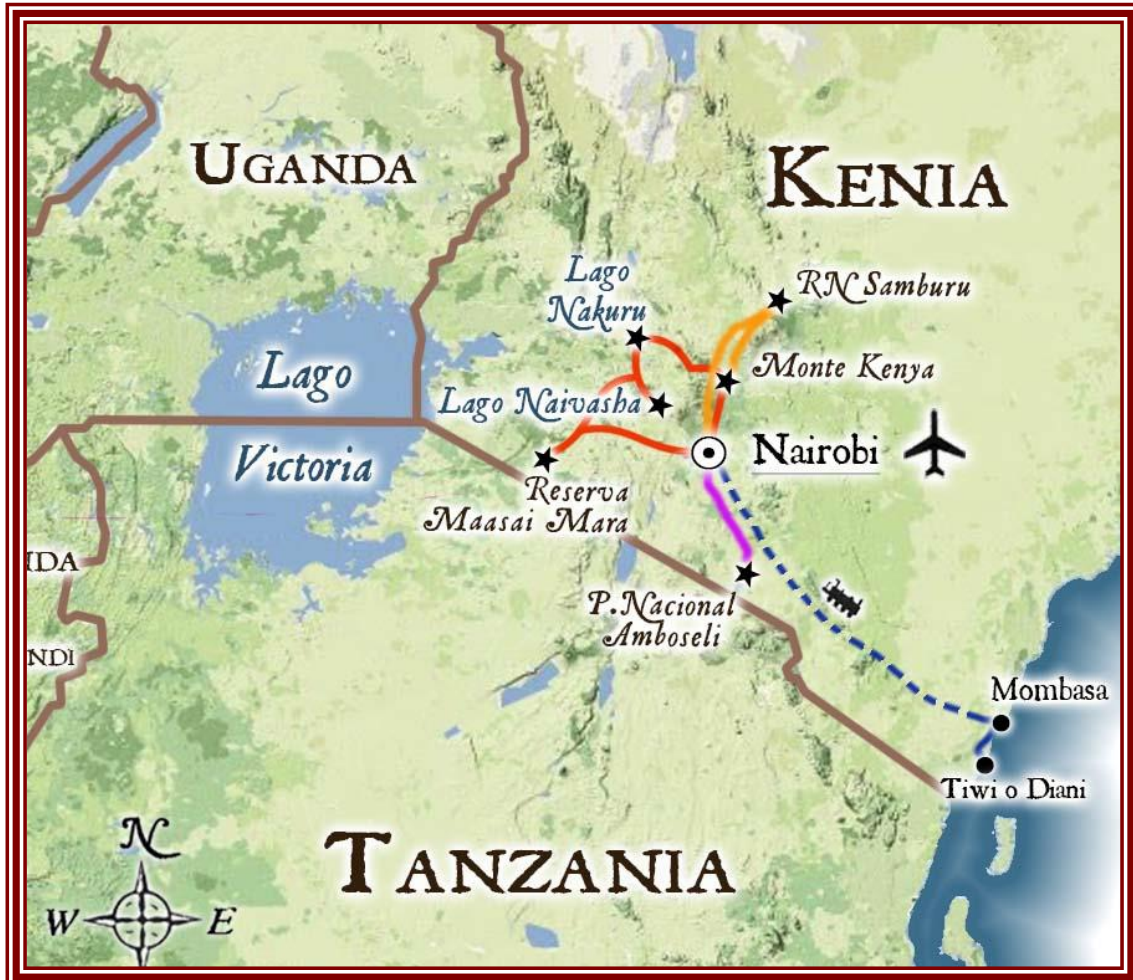 UGANDA
KENIA
Lago
Nakuru
RN Samburu
Monte Kenya
Lago
Lago Naivasha
Victoria
Nairobi
Reserva
Maasai Mara
NDA
P.Nacional
Amboseli
NDI
Mombasa
Tiwi o Diani
TANZANIA
N
W
E